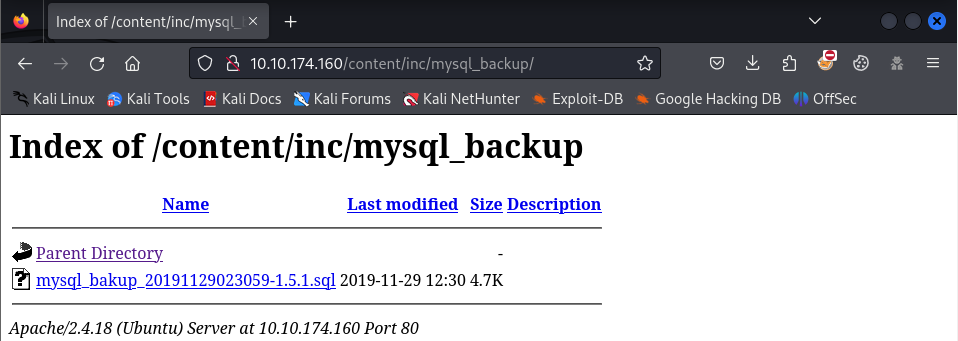 Index of /content/inc/mysql_b
10.10.174.160/content/inc/mysql_backup/
Kali Linux Kali Tools Kali Docs Kali Forums Kali NetHunter Exploit-DB Google Hacking DB OffSec
Index of /content/inc/mysql_backup
Name Last modified Size Description
Parent Directory -
mysql_bakup_20191129023059-1.5.1.sql 2019-11-29 12:30 4.7K
Apache/2.4.18 (Ubuntu) Server at 10.10.174.160 Port 80